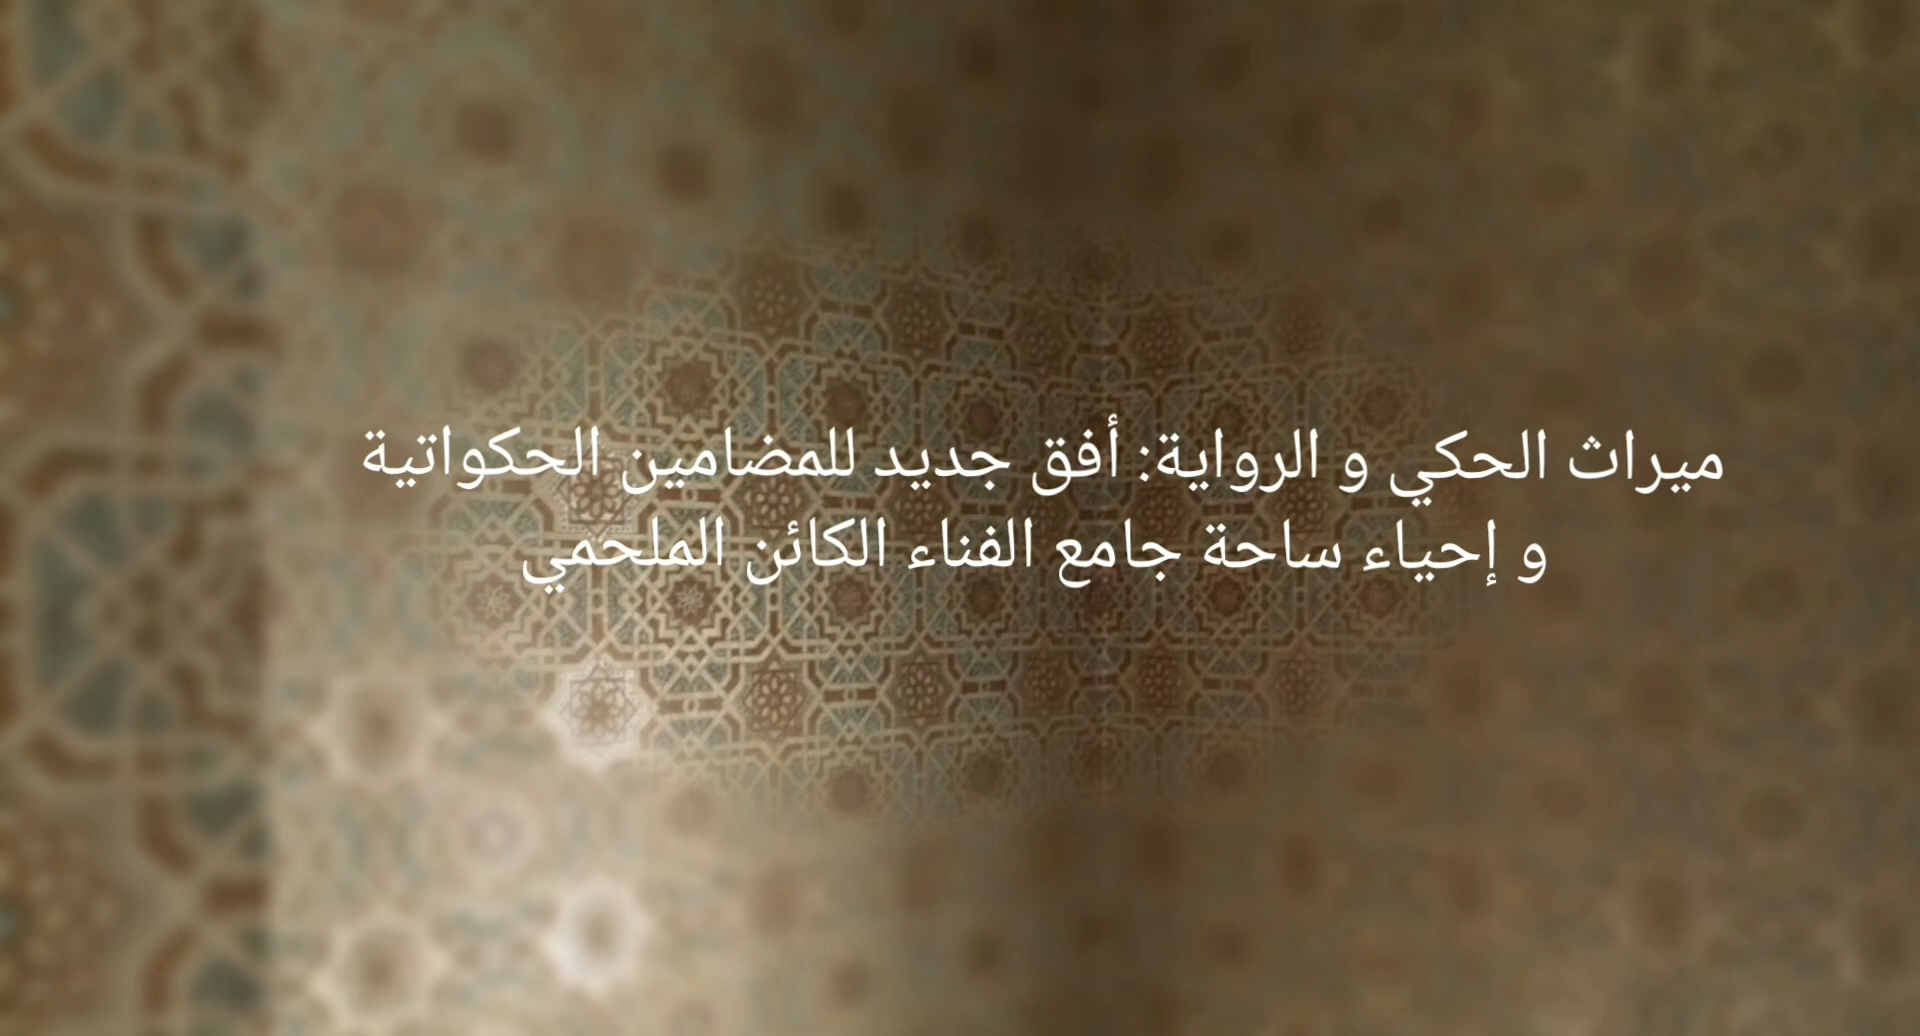 ميراث الحكي و الرواية: أفق جديد للمضامين الحكواتية
و إحياء ساحة جامع الفناء الكائن الملحمي